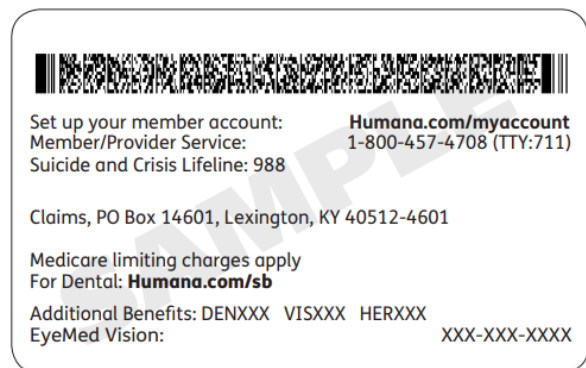 Set up your member account: Humana.com/myaccount
Member/Provider Service: 1-800-457-4708 (TTY:711)
Suicide and Crisis Lifeline: 988
Claims, PO Box 14601, Lexington, KY 40512-4601
Medicare limiting charges apply
For Dental: Humana.com/sb
Additional Benefits: DENXXX VISXXX HERXXX
EyeMed Vision: XXX-XXX-XXXX
SAMPLE